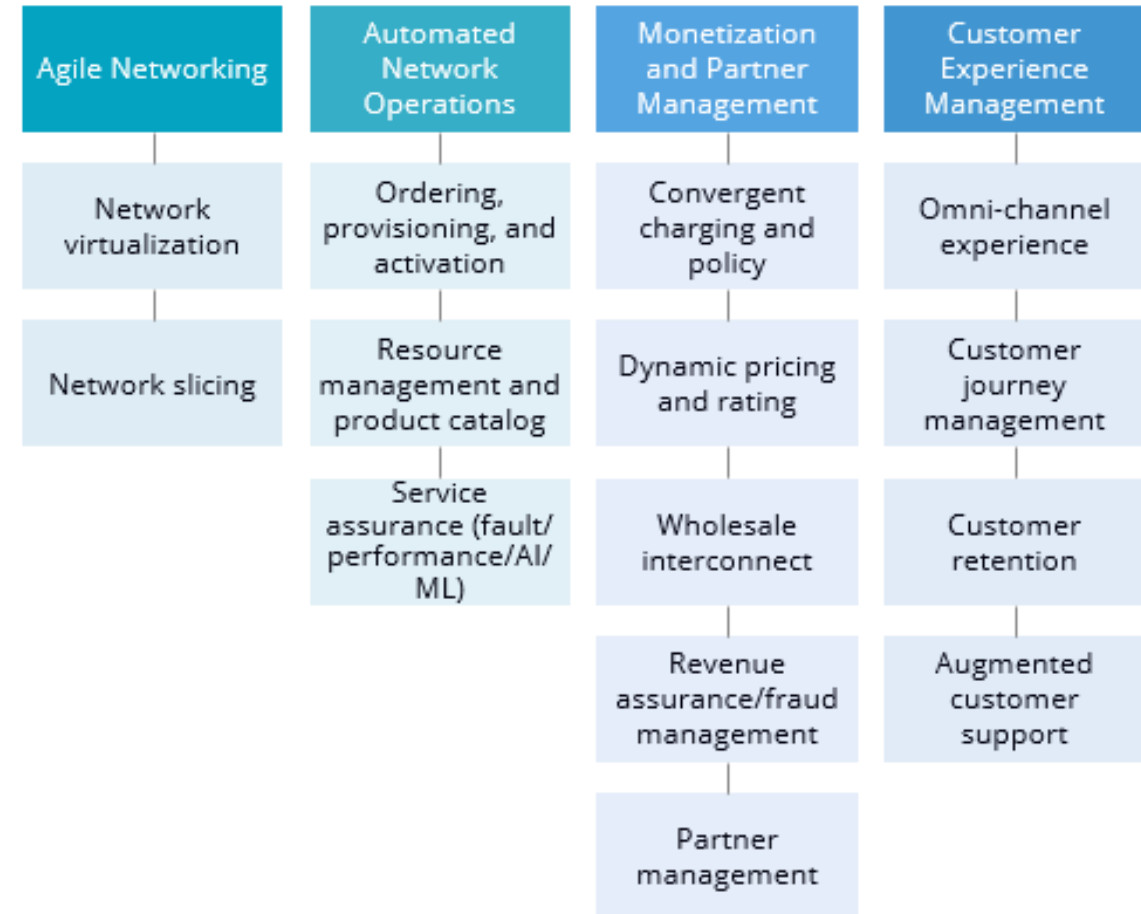 Agile Networking
Network
virtualization
Network slicing
Automated
Network
Operations
Ordering,
provisioning, and
activation
Resource
management and
product catalog
Service
assurance (fault/
performance/AI/
ML)
Monetization
and Partner
Management
Convergent
charging and
policy
Dynamic pricing
and rating
Wholesale
interconnect
Revenue
assurance/fraud
management
Partner
management
Customer
Experience
Management
Omni-channel
experience
Customer
journey
management
Customer
retention
Augmented
customer
support